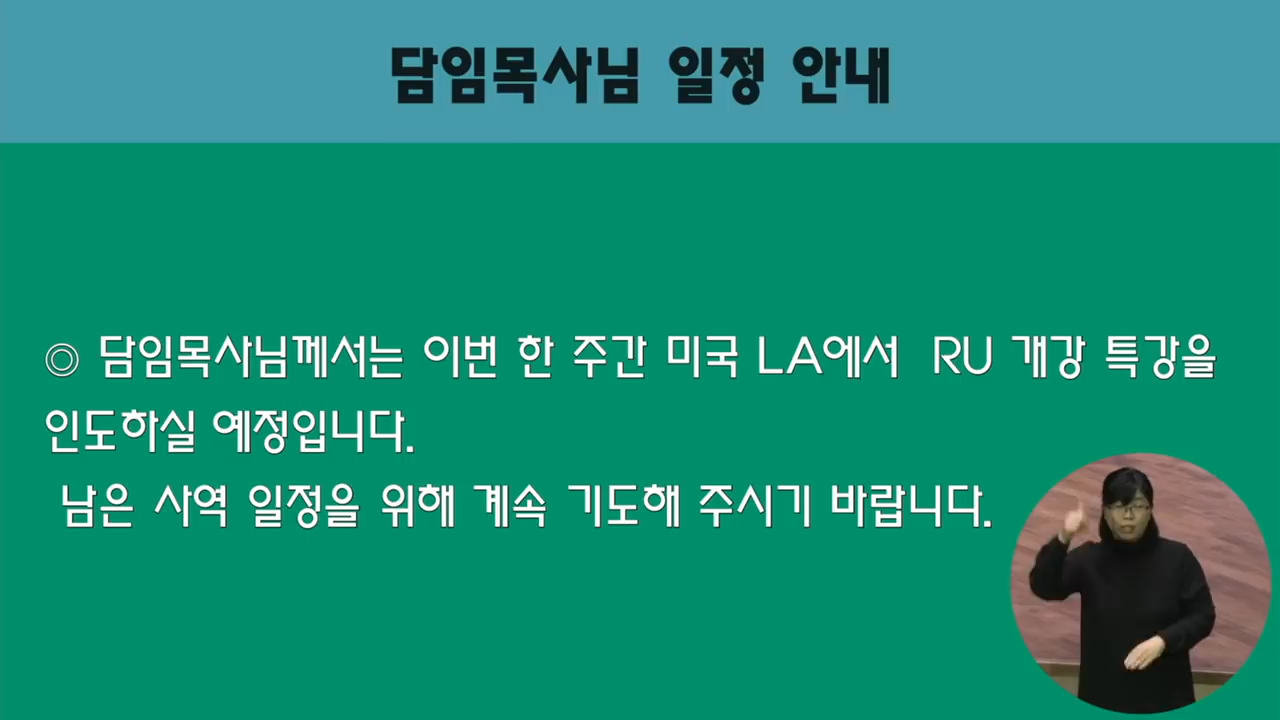 담임목사님 일정 안내
◎ 담임목사님께서는 이번 한 주간 미국 LA에서 RU 개강 특강을
인도하실 예정입니다.
남은 사역 일정을 위해 계속 기도해 주시기 바랍니다.